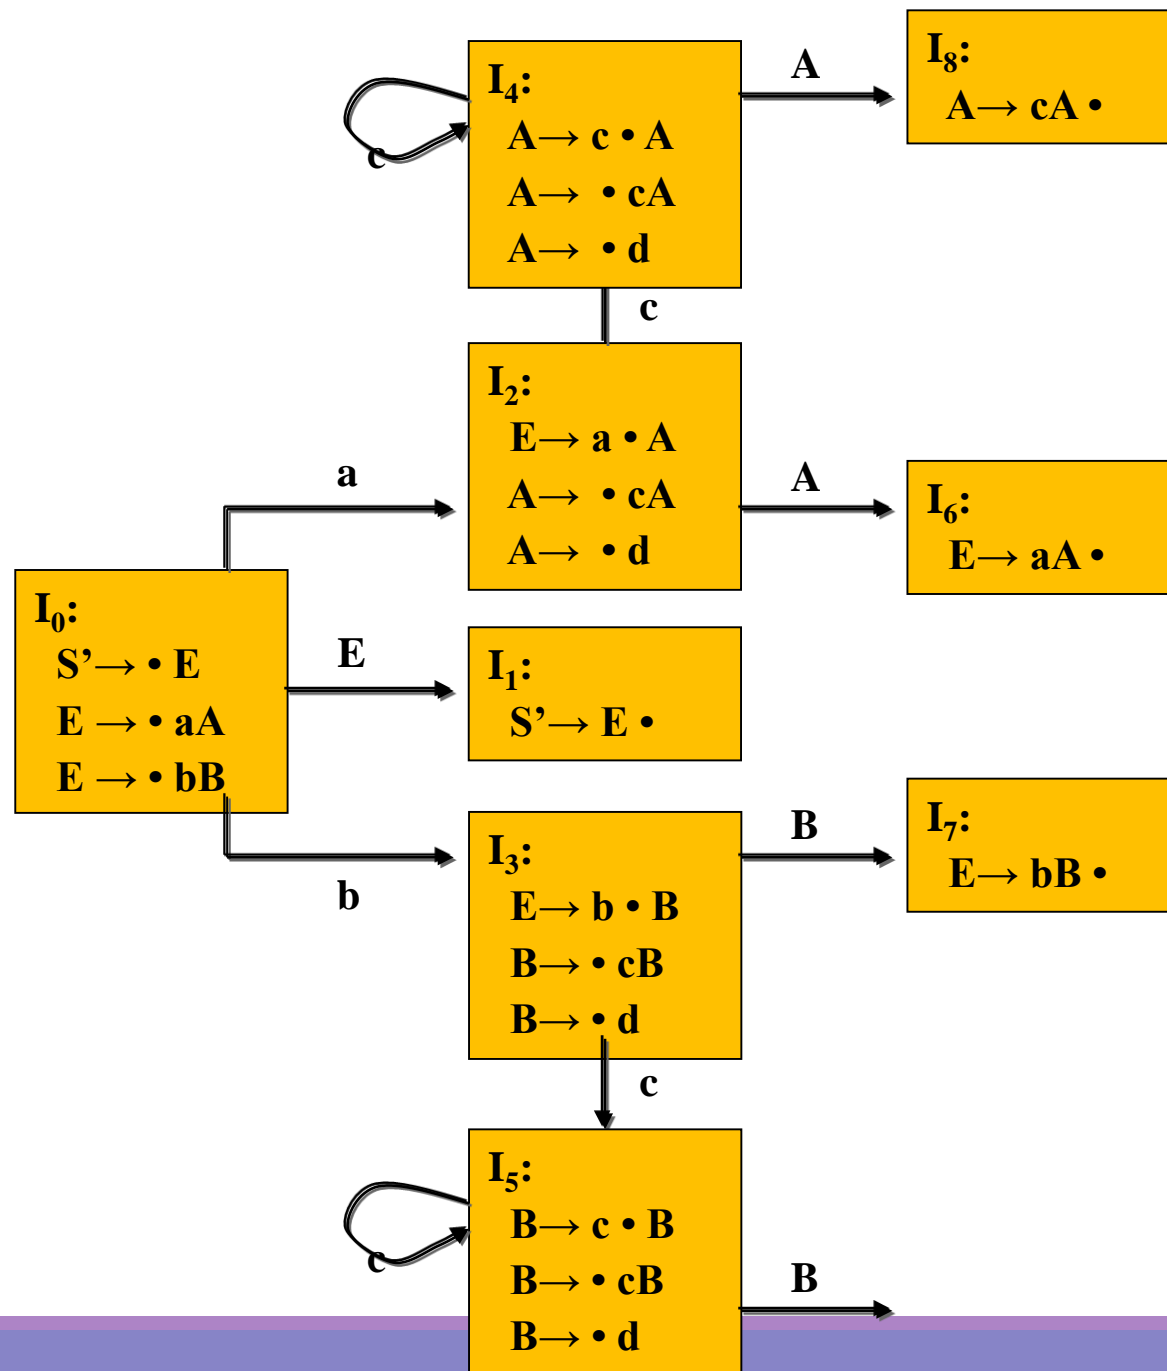 I₄:
A→ c • A
A→ • cA
A→ • d
c
A
I₈:
A→ cA •
c
I₂:
E→ a • A
A→ • cA
A→ • d
a
A
I₆:
E→ aA •
I₀:
S’→ • E
E → • aA
E → • bB
E
I₁:
S’→ E •
b
I₃:
E→ b • B
B→ • cB
B→ • d
B
I₇:
E→ bB •
c
I₅:
B→ c • B
B→ • cB
B→ • d
c
B